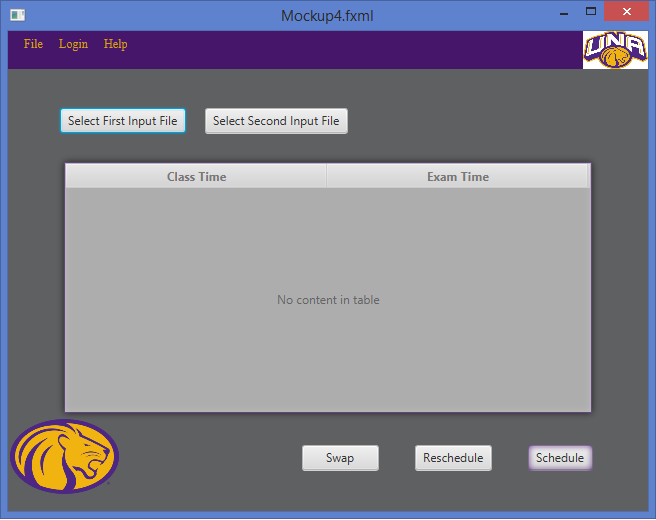 Mockup4.fxml
File Login Help
UNA
Select First Input File Select Second Input File
Class Time Exam Time
No content in table
Swap Reschedule Schedule